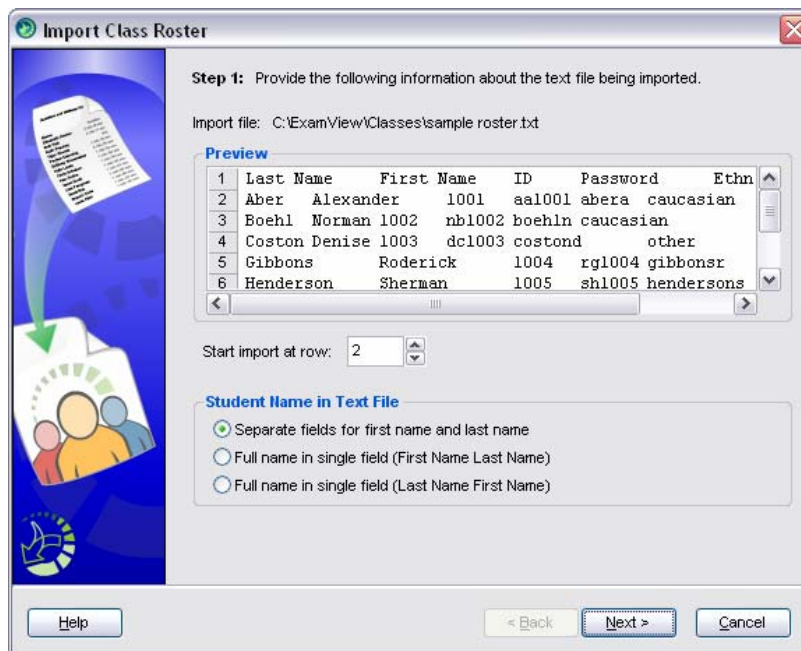 Import Class Roster
Step 1: Provide the following information about the text file being imported.
Import file: C:\ExamView\Classes\sample roster.txt
Preview
1 Last Name First Name ID Password Ethn
2 Aber Alexander 1001 aa1001 abera caucasian
3 Boehl Norman 1002 nb1002 boehln caucasian
4 Coston Denise 1003 dc1003 costond other
5 Gibbons Roderick 1004 rg1004 gibbonsr
6 Henderson Sherman 1005 sh1005 hendersons
Start import at row: 2
Student Name in Text File
Separate fields for first name and last name
Full name in single field (First Name Last Name)
Full name in single field (Last Name First Name)
Help < Back Next > Cancel